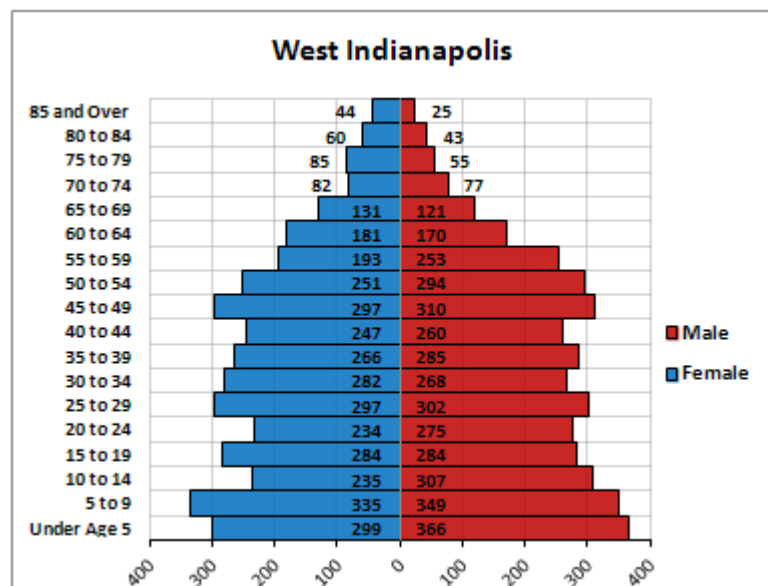 West Indianapolis
85 and Over 44 25
80 to 84 60 43
75 to 79 85 55
70 to 74 82 77
65 to 69 131 121
60 to 64 181 170
55 to 59 193 253
50 to 54 251 294
45 to 49 297 310
40 to 44 247 260
35 to 39 266 285
30 to 34 282 268
25 to 29 297 302
20 to 24 234 275
15 to 19 284 284
10 to 14 235 307
5 to 9 335 349
Under Age 5 299 366
400 300 200 100 0 100 200 300 400
Male
Female